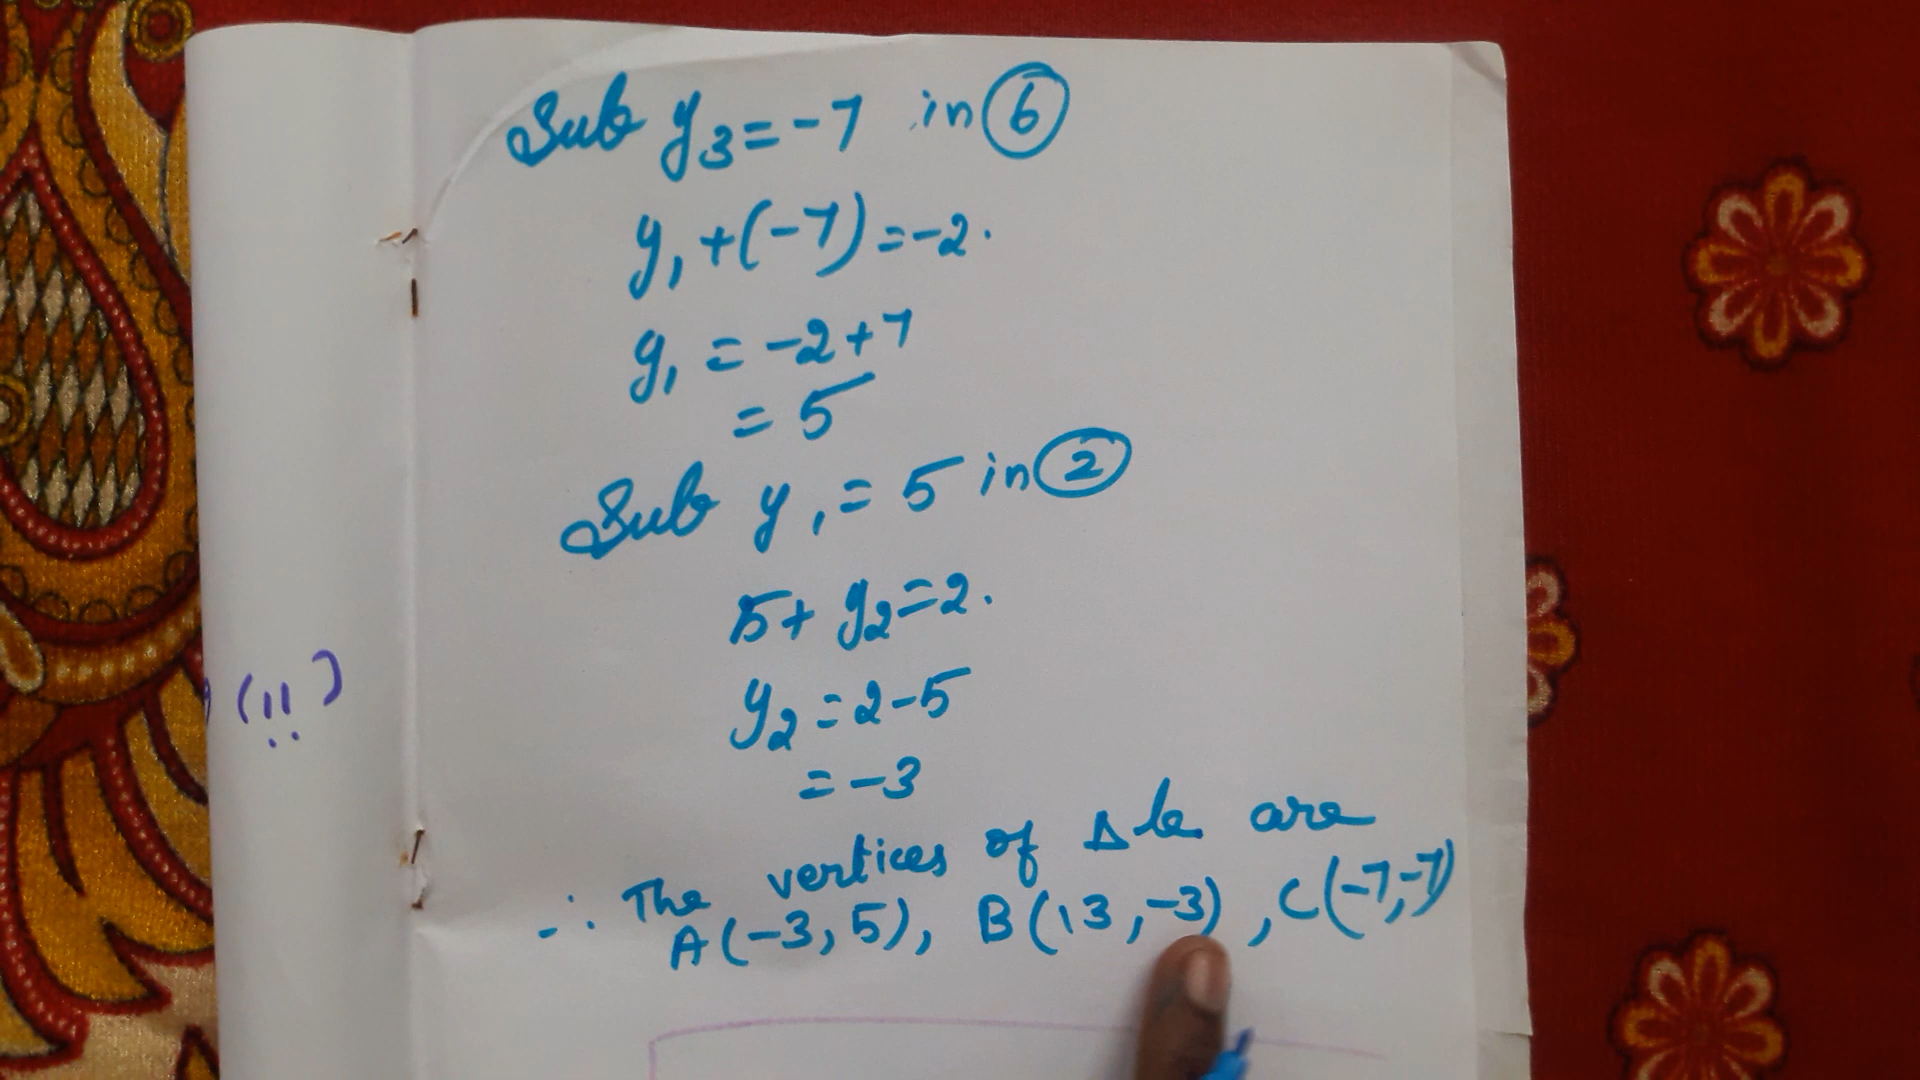 Sub y₃ = -7 in ⑥
y₁ + (-7) = -2.
y₁ = -2 + 7
= 5
Sub y₁ = 5 in ②
5 + y₂ = 2.
y₂ = 2 - 5
= -3
(!!)
∴ The vertices of Δle are
A(-3, 5), B(13, -3), C(-7, -7)